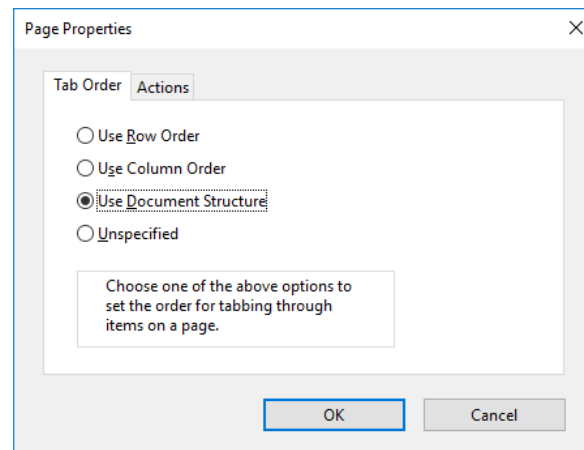 Page Properties
Tab Order
Actions
Use Row Order
Use Column Order
Use Document Structure
Unspecified
Choose one of the above options to
set the order for tabbing through
items on a page.
OK
Cancel